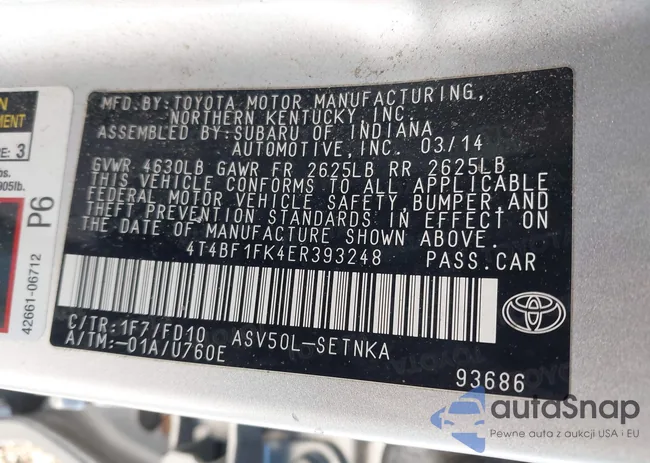 MFD.BY:TOYOTA MOTOR MANUFACTURING,
NORTHERN KENTUCKY,INC.
ASSEMBLED BY:SUBARU OF INDIANA
AUTOMOTIVE,INC. 03/14
GVWR 4630LB GAWR FR 2625LB RR 2625LB
THIS VEHICLE CONFORMS TO ALL APPLICABLE
FEDERAL MOTOR VEHICLE SAFETY,BUMPER,AND
THEFT PREVENTION STANDARDS IN EFFECT ON
THE DATE OF MANUFACTURE SHOWN ABOVE.
4T4BF1FK4ER393248 PASS.CAR
C/TR:1F7/FD10 ASV50L-SETNKA
A/TM:-01A/U760E
93686
3
905lb.
P6
42661-06712
autoSnap
Pewne auta z aukcji USA i EU